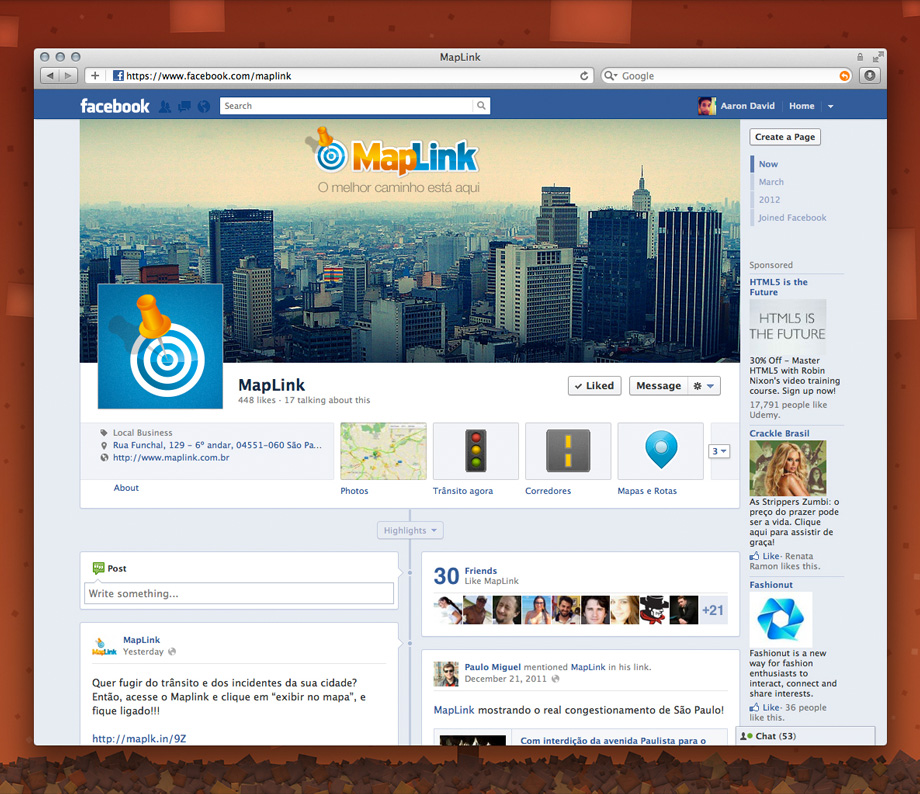 MapLink
https://www.facebook.com/maplink
Google
facebook
Search
Aaron David
Home
MapLink
O melhor caminho está aqui
Create a Page
Now
March
2012
Joined Facebook
MapLink
448 likes · 17 talking about this
Liked
Message
Local Business
Rua Funchal, 129 - 6º andar, 04551-060 São Pa...
http://www.maplink.com.br
About
Photos
Trânsito agora
Corredores
Mapas e Rotas
3
Highlights
Post
Write something...
MapLink
MapLink
Yesterday
Quer fugir do trânsito e dos incidentes da sua cidade?
Então, acesse o Maplink e clique em “exibir no mapa”, e
fique ligado!!!
http://maplk.in/9Z
30
Friends
Like MapLink
+21
Paulo Miguel mentioned MapLink in his link.
December 21, 2011
MapLink mostrando o real congestionamento de São Paulo!
Com interdição da avenida Paulista para o
Sponsored
HTML5 is the
Future
HTML5 IS
THE FUTURE
30% Off – Master
HTML5 with Robin
Nixon's video training
course. Sign up now!
17,791 people like
Udemy.
Crackle Brasil
As Strippers Zumbi: o
preço do prazer pode
ser a vida. Clique
aqui para assistir de
graça!
Like · Renata
Ramon likes this.
Fashionut
Fashionut is a new
way for fashion
enthusiasts to
interact, connect and
share interests.
Like · 36 people
like this.
Chat (53)